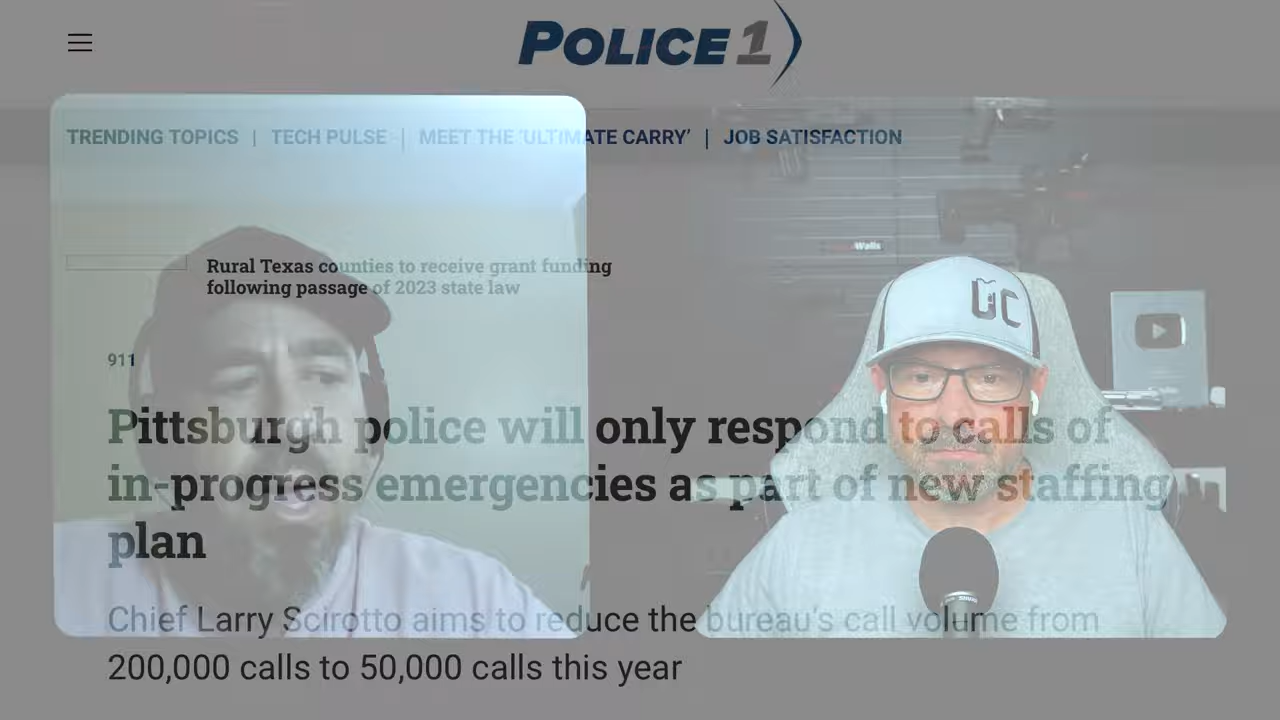 POLICE1
TRENDING TOPICS | TECH PULSE | MEET THE 'ULTIMATE CARRY' | JOB SATISFACTION
Walls
Rural Texas counties to receive grant funding
following passage of 2023 state law
UC
911
Pittsburgh police will only respond to calls of
in-progress emergencies as part of new staffing
plan
Chief Larry Scirotto aims to reduce the bureau's call volume from
200,000 calls to 50,000 calls this year